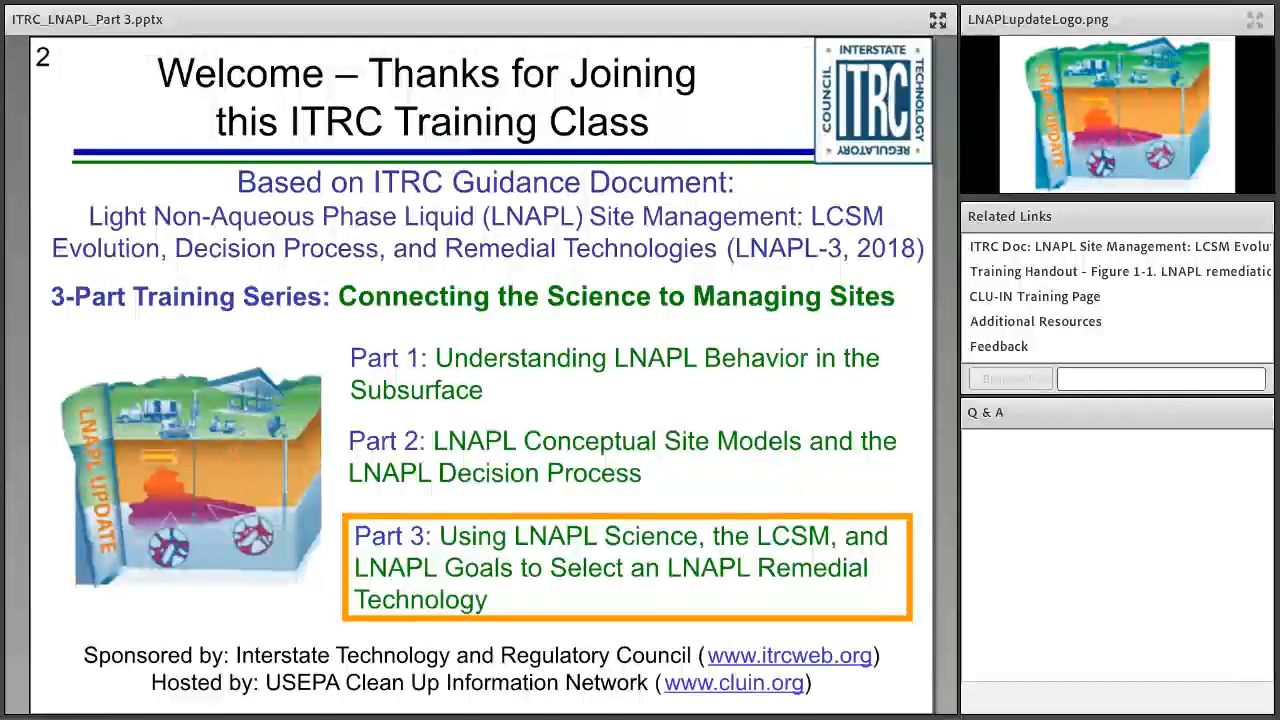 ITRC_LNAPL_Part 3.pptx
2
Welcome – Thanks for Joining
this ITRC Training Class
INTERSTATE
COUNCIL
ITRC
TECHNOLOGY
REGULATORY
Based on ITRC Guidance Document:
Light Non-Aqueous Phase Liquid (LNAPL) Site Management: LCSM
Evolution, Decision Process, and Remedial Technologies (LNAPL-3, 2018)
3-Part Training Series: Connecting the Science to Managing Sites
LNAPL UPDATE
Part 1: Understanding LNAPL Behavior in the
Subsurface
Part 2: LNAPL Conceptual Site Models and the
LNAPL Decision Process
Part 3: Using LNAPL Science, the LCSM, and
LNAPL Goals to Select an LNAPL Remedial
Technology
Sponsored by: Interstate Technology and Regulatory Council (www.itrcweb.org)
Hosted by: USEPA Clean Up Information Network (www.cluin.org)
LNAPLupdateLogo.png
LNAPL UPDATE
Related Links
ITRC Doc: LNAPL Site Management: LCSM Evolu
Training Handout - Figure 1-1. LNAPL remediatic
CLU-IN Training Page
Additional Resources
Feedback
Q & A